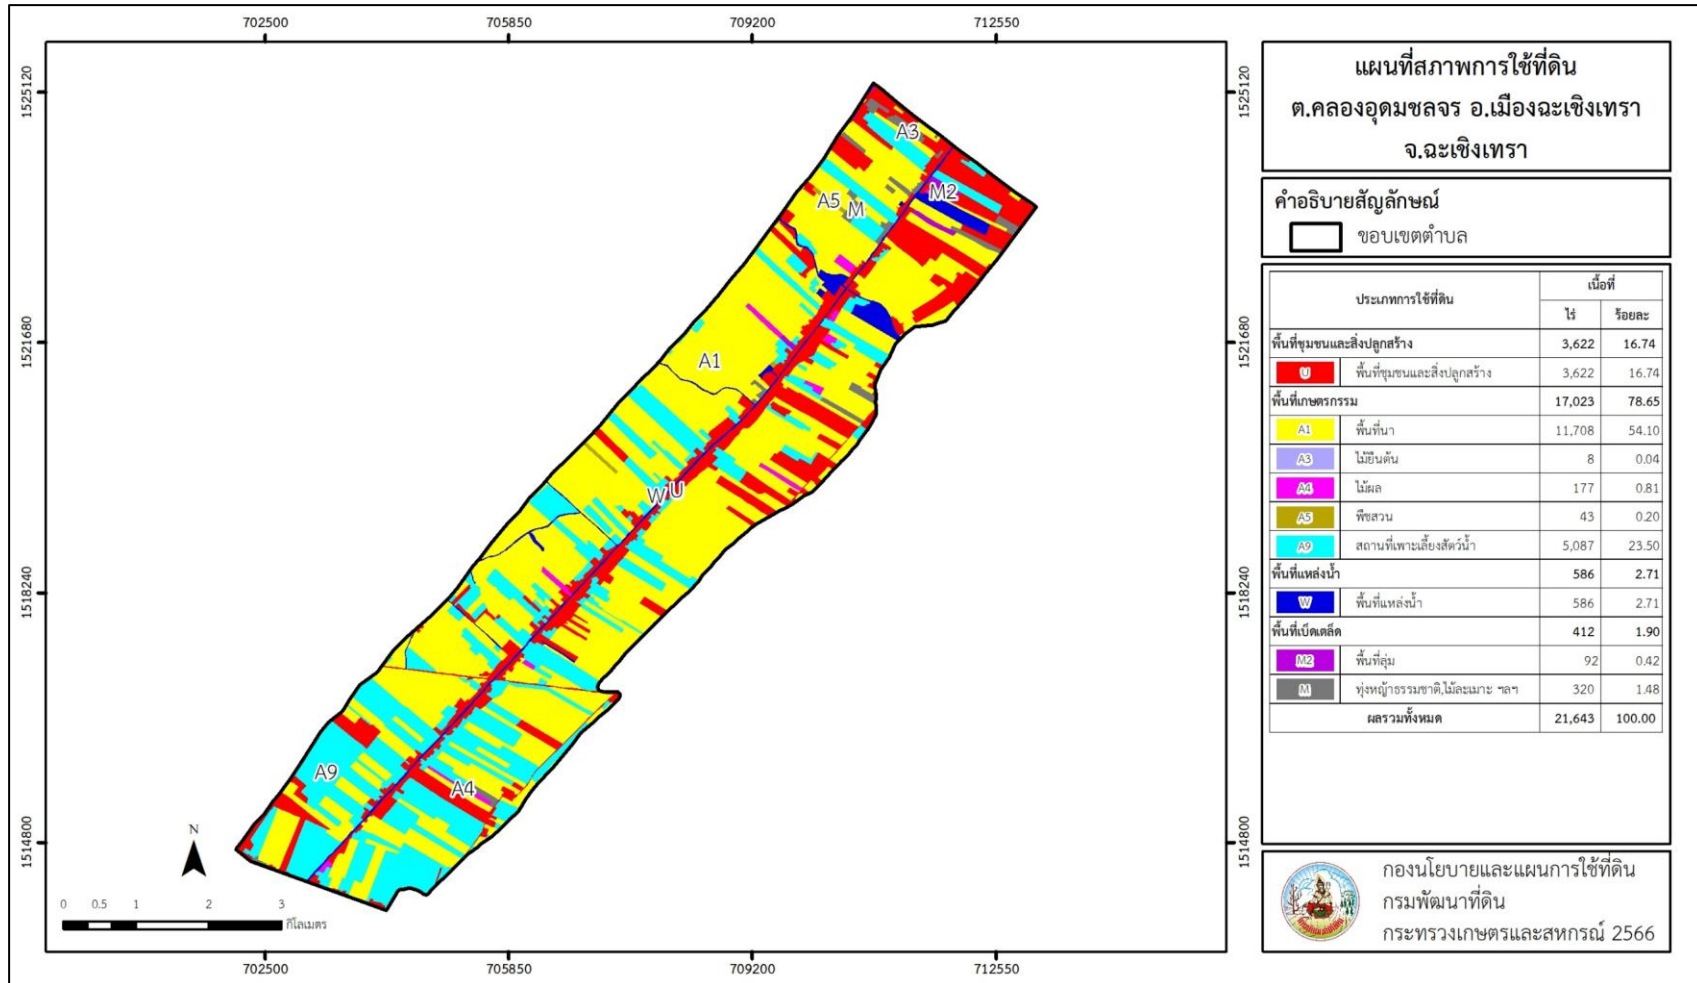 702500 705850 709200 712550
1525120 1525120
1521680 1521680
1518240 1518240
1514800 1514800
A3
M2
A5
M
A1
W U
A9
A4
N
0 0.5 1 2 3
กิโลเมตร
702500 705850 709200 712550
แผนที่สภาพการใช้ที่ดิน
ต.คลองอุดมชลจร อ.เมืองฉะเชิงเทรา
จ.ฉะเชิงเทรา
คำอธิบายสัญลักษณ์
ขอบเขตตำบล
ประเภทการใช้ที่ดิน เนื้อที่
ไร่ ร้อยละ
พื้นที่ชุมชนและสิ่งปลูกสร้าง 3,622 16.74
U พื้นที่ชุมชนและสิ่งปลูกสร้าง 3,622 16.74
พื้นที่เกษตรกรรม 17,023 78.65
A1 พื้นที่นา 11,708 54.10
A3 ไม้ยืนต้น 8 0.04
A4 ไม้ผล 177 0.81
A5 พืชสวน 43 0.20
A9 สถานที่เพาะเลี้ยงสัตว์น้ำ 5,087 23.50
พื้นที่แหล่งน้ำ 586 2.71
W พื้นที่แหล่งน้ำ 586 2.71
พื้นที่เบ็ดเตล็ด 412 1.90
M2 พื้นที่ลุ่ม 92 0.42
M ทุ่งหญ้าธรรมชาติ,ไม้ละเมาะ ฯลฯ 320 1.48
ผลรวมทั้งหมด 21,643 100.00
กองนโยบายและแผนการใช้ที่ดิน
กรมพัฒนาที่ดิน
กระทรวงเกษตรและสหกรณ์ 2566